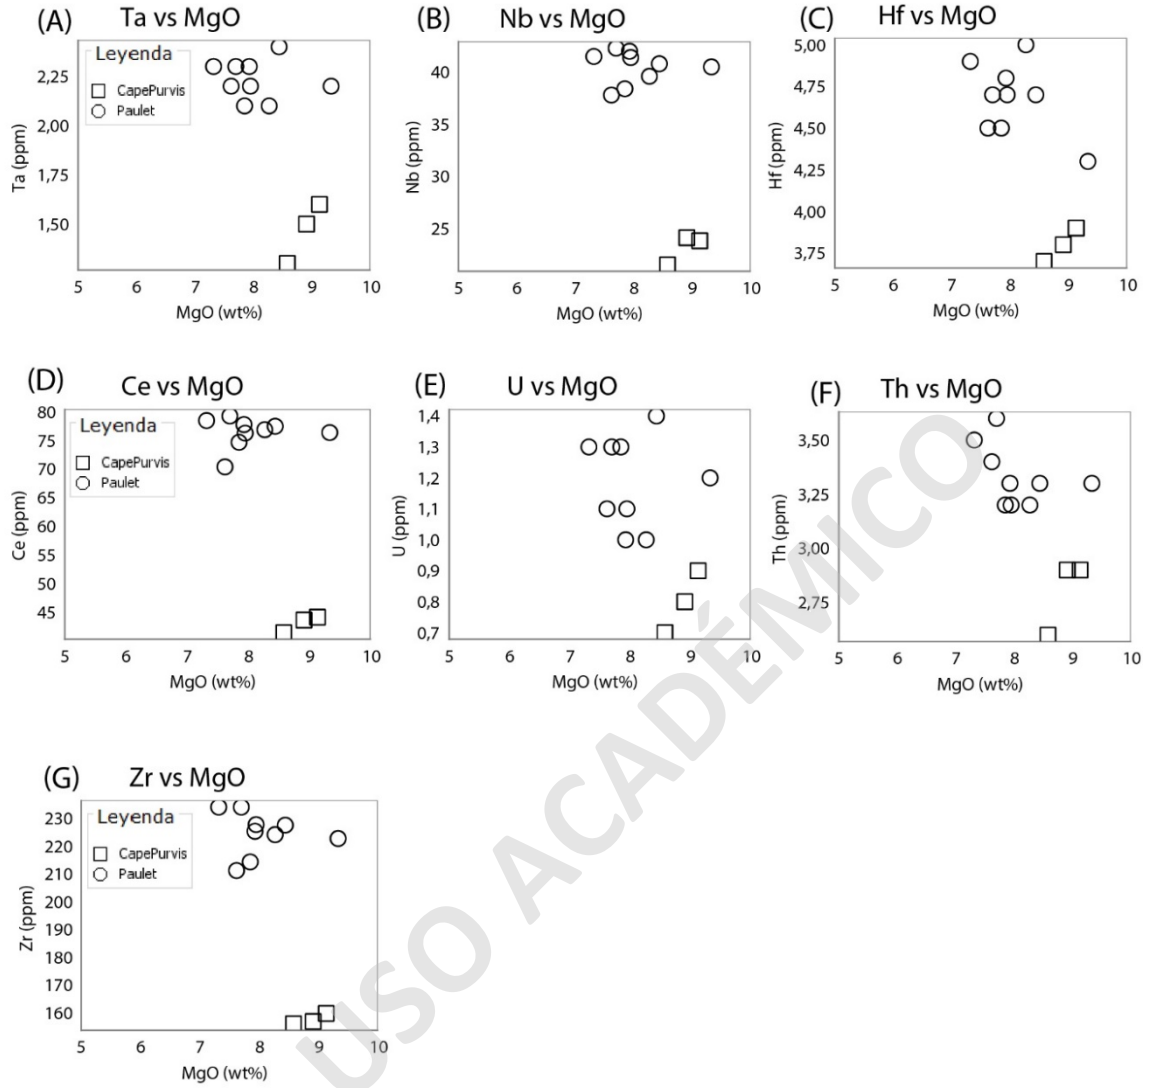 (A) Ta vs MgO
Leyenda
CapePurvis
Paulet
2,25
2,00
1,75
1,50
Ta (ppm)
5 6 7 8 9 10
MgO (wt%)
(B) Nb vs MgO
40
35
30
25
Nb (ppm)
5 6 7 8 9 10
MgO (wt%)
(C) Hf vs MgO
5,00
4,75
4,50
4,25
4,00
3,75
Hf (ppm)
5 6 7 8 9 10
MgO (wt%)
(D) Ce vs MgO
Leyenda
CapePurvis
Paulet
80
75
70
65
60
55
50
45
Ce (ppm)
5 6 7 8 9 10
MgO (wt%)
(E) U vs MgO
1,4
1,3
1,2
1,1
1,0
0,9
0,8
0,7
U (ppm)
5 6 7 8 9 10
MgO (wt%)
(F) Th vs MgO
3,50
3,25
3,00
2,75
Th (ppm)
5 6 7 8 9 10
MgO (wt%)
(G) Zr vs MgO
Leyenda
CapePurvis
Paulet
230
220
210
200
190
180
170
160
Zr (ppm)
5 6 7 8 9 10
MgO (wt%)
USO ACADÉMICO